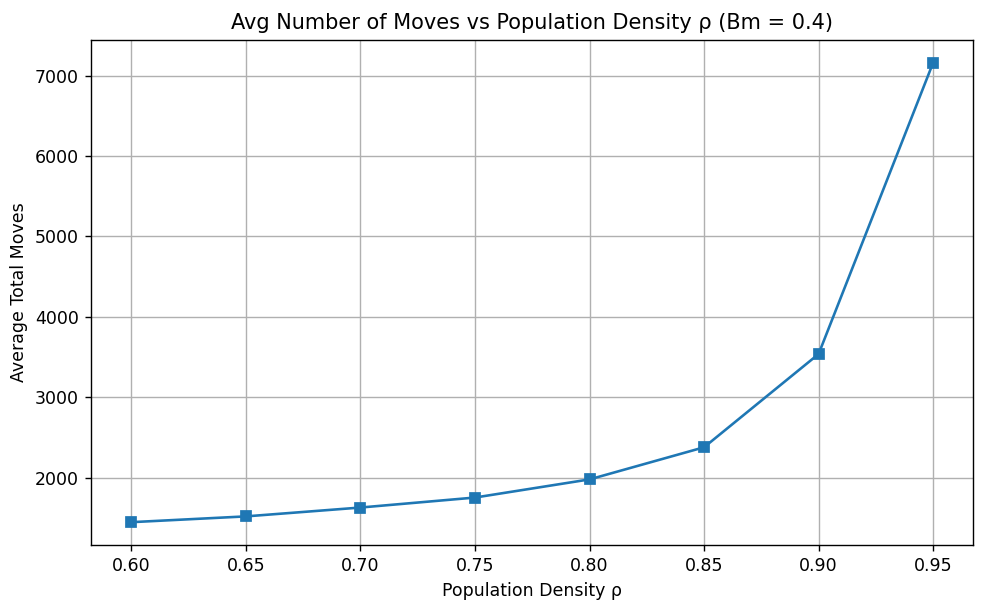 Avg Number of Moves vs Population Density ρ (Bm = 0.4)
Average Total Moves
7000
6000
5000
4000
3000
2000
0.60 0.65 0.70 0.75 0.80 0.85 0.90 0.95
Population Density ρ